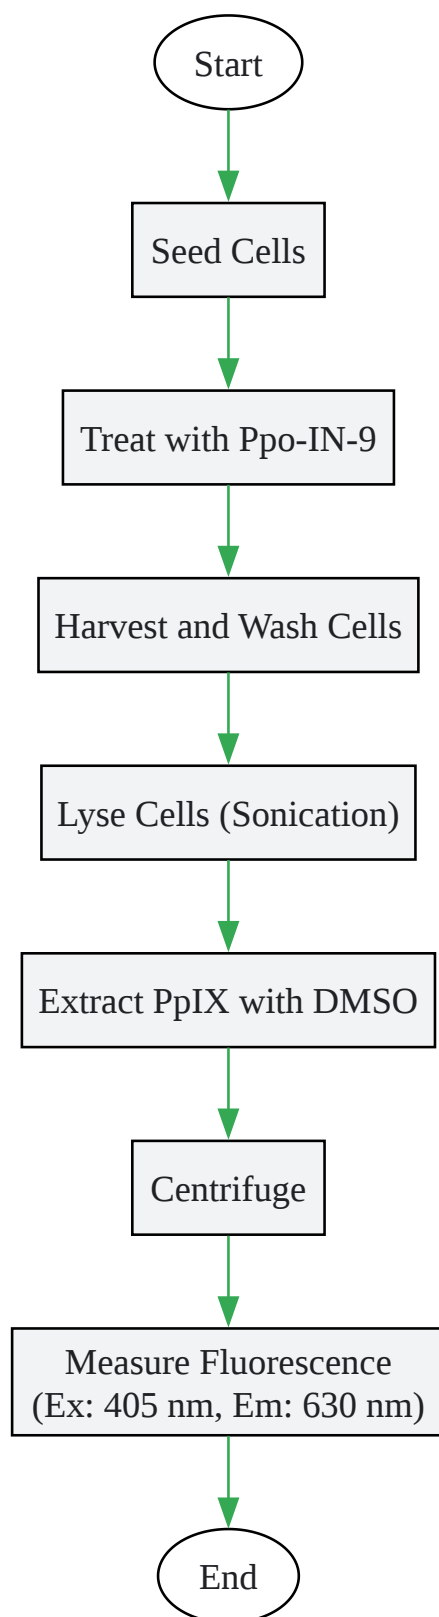 Start
Seed Cells
Treat with Ppo-IN-9
Harvest and Wash Cells
Lyse Cells (Sonication)
Extract PpIX with DMSO
Centrifuge
Measure Fluorescence
(Ex: 405 nm, Em: 630 nm)
End